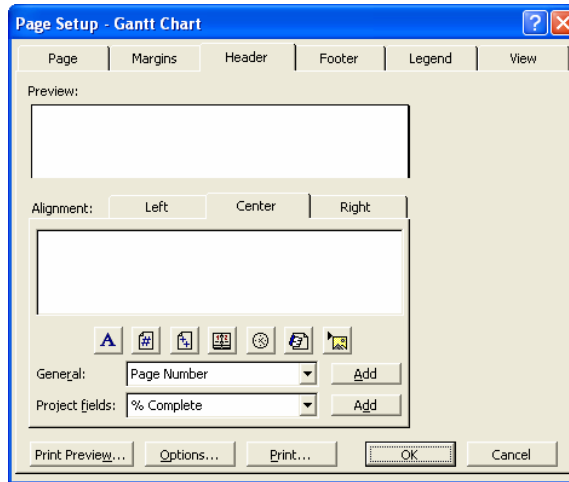 Page Setup - Gantt Chart
Page Margins Header Footer Legend View
Preview:
Alignment: Left Center Right
A # ++
General: Page Number Add
Project fields: % Complete Add
Print Preview... Options... Print... OK Cancel